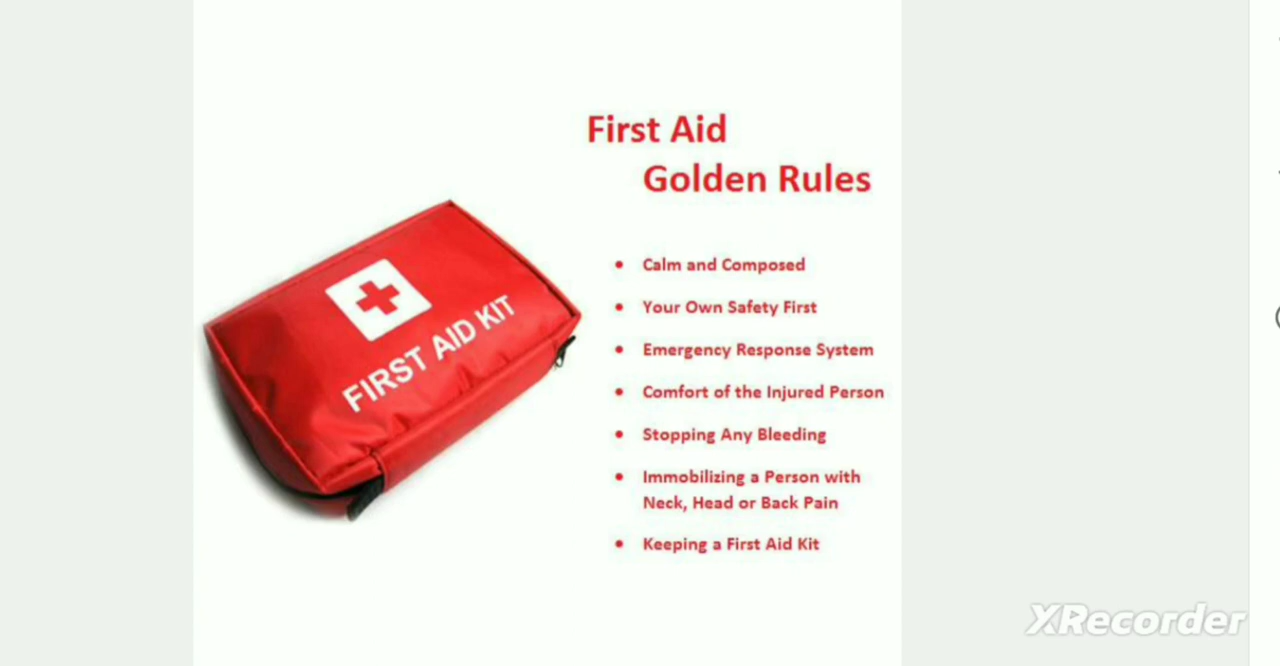 First Aid
Golden Rules
• Calm and Composed
• Your Own Safety First
• Emergency Response System
• Comfort of the Injured Person
• Stopping Any Bleeding
• Immobilizing a Person with
Neck, Head or Back Pain
• Keeping a First Aid Kit
FIRST AID KIT
XRecorder